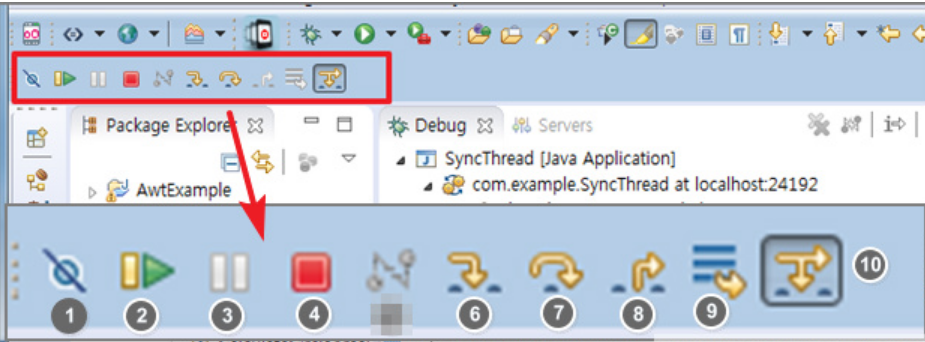 Package Explorer
Debug
Servers
SyncThread [Java Application]
com.example.SyncThread at localhost:24192
AwtExample
1
2
3
4
6
7
8
9
10